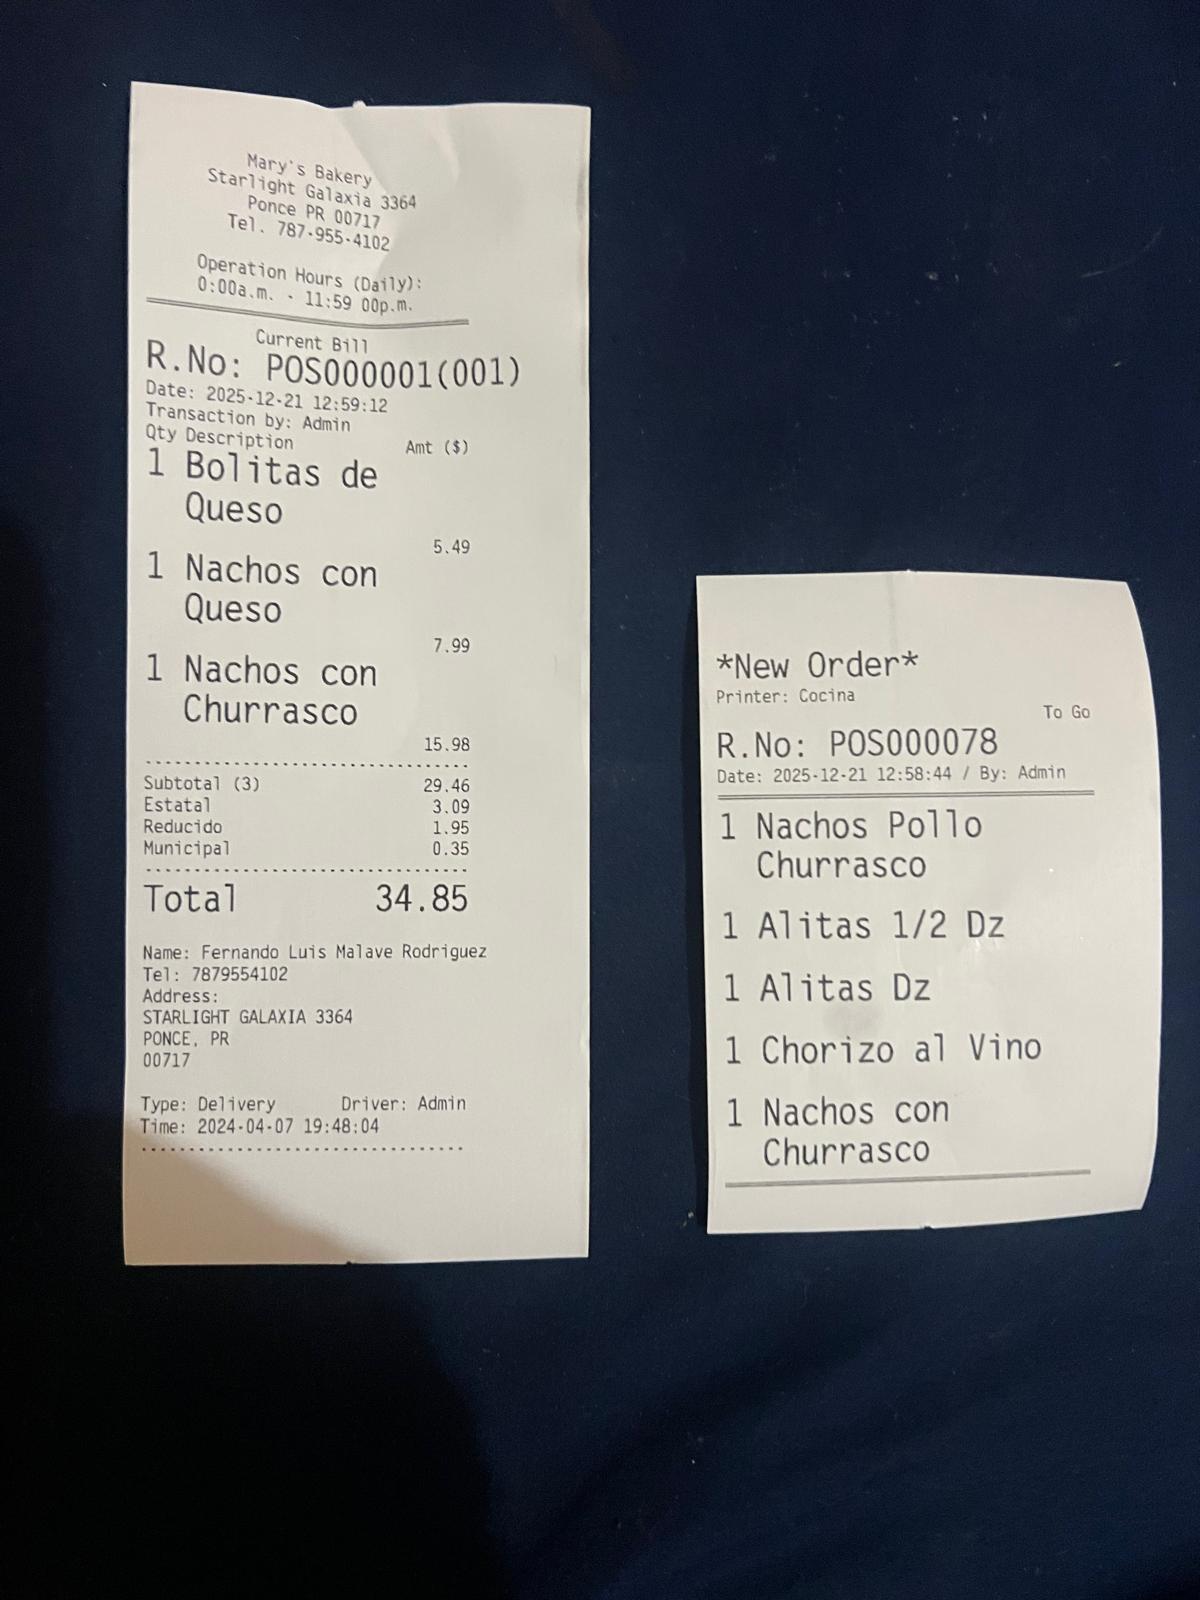 Mary's Bakery
Starlight Galaxia 3364
Ponce PR 00717
Tel. 787-955-4102
Operation Hours (Daily):
0:00a.m. - 11:59 00p.m.
Current Bill
R.No: POS000001(001)
Date: 2025-12-21 12:59:12
Transaction by: Admin
Qty Description Amt ($)
1 Bolitas de
Queso
5.49
1 Nachos con
Queso
7.99
1 Nachos con
Churrasco
15.98
Subtotal (3) 29.46
Estatal 3.09
Reducido 1.95
Municipal 0.35
Total 34.85
Name: Fernando Luis Malave Rodriguez
Tel: 7879554102
Address:
STARLIGHT GALAXIA 3364
PONCE, PR
00717
Type: Delivery Driver: Admin
Time: 2024-04-07 19:48:04
*New Order*
Printer: Cocina
To Go
R.No: POS000078
Date: 2025-12-21 12:58:44 / By: Admin
1 Nachos Pollo
Churrasco
1 Alitas 1/2 Dz
1 Alitas Dz
1 Chorizo al Vino
1 Nachos con
Churrasco